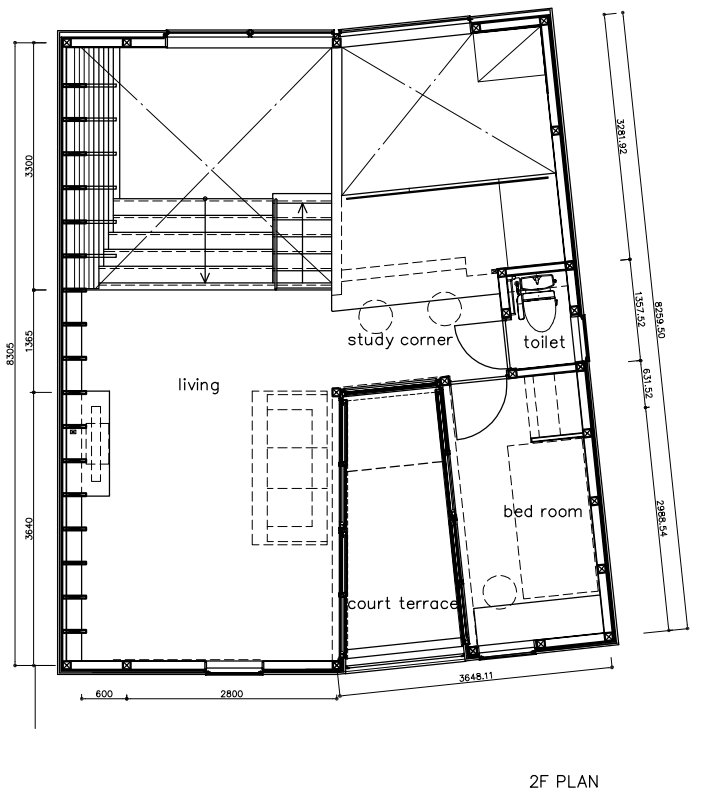 3281.92
3300
1357.52
8259.50
8305
1365
study corner
toilet
631.52
living
bed room
2988.54
3640
court terrace
3648.11
600
2800
2F PLAN